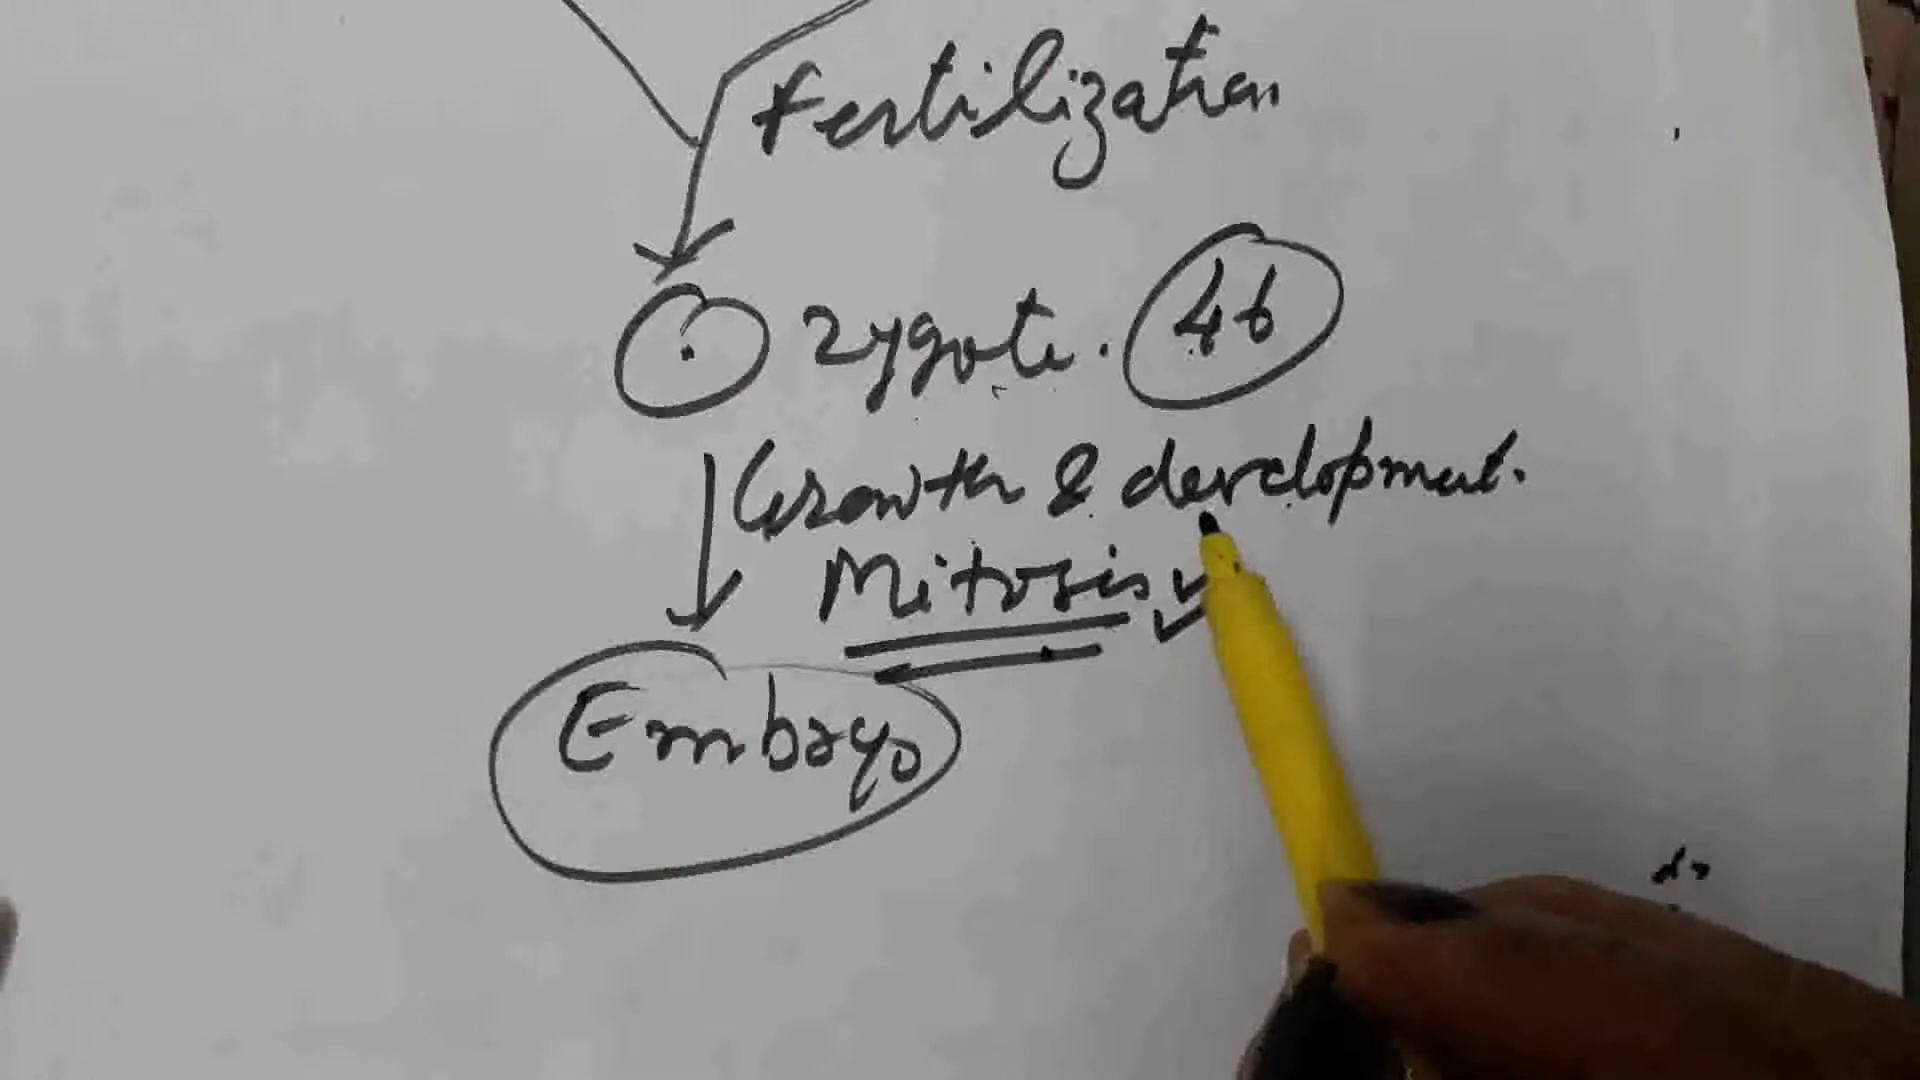 Fertilization
Zygote. 46
Growth & development.
Mitosis
Embryo